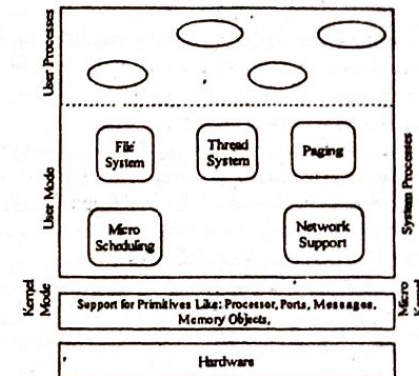 User Processes
File
System
Thread
System
Paging
User Mode
System Processes
Micro
Scheduling
Network
Support
Kernel
Mode
Support for Primitives Like: Processor, Ports, Messages,
Memory Objects,
Micro
Kernel
Hardware